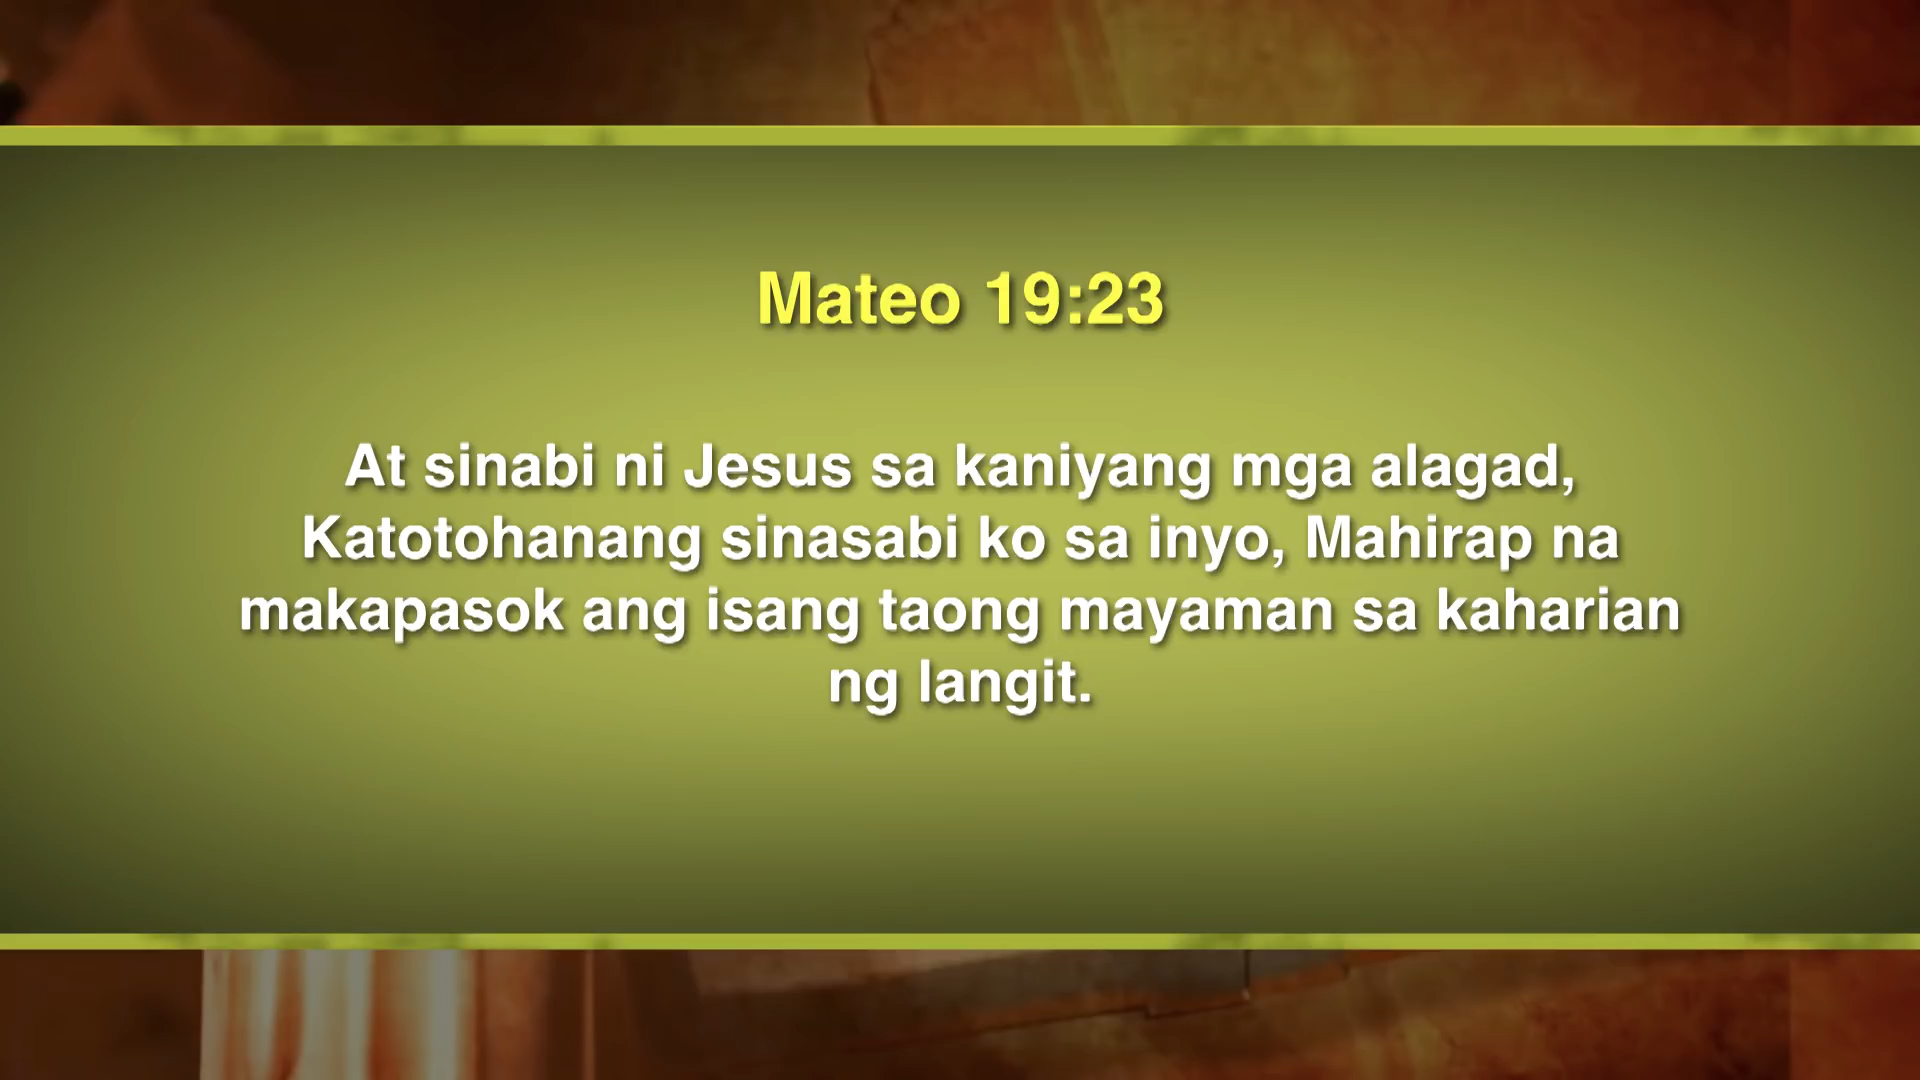 Mateo 19:23
At sinabi ni Jesus sa kaniyang mga alagad,
Katotohanang sinasabi ko sa inyo, Mahirap na
makapasok ang isang taong mayaman sa kaharian
ng langit.